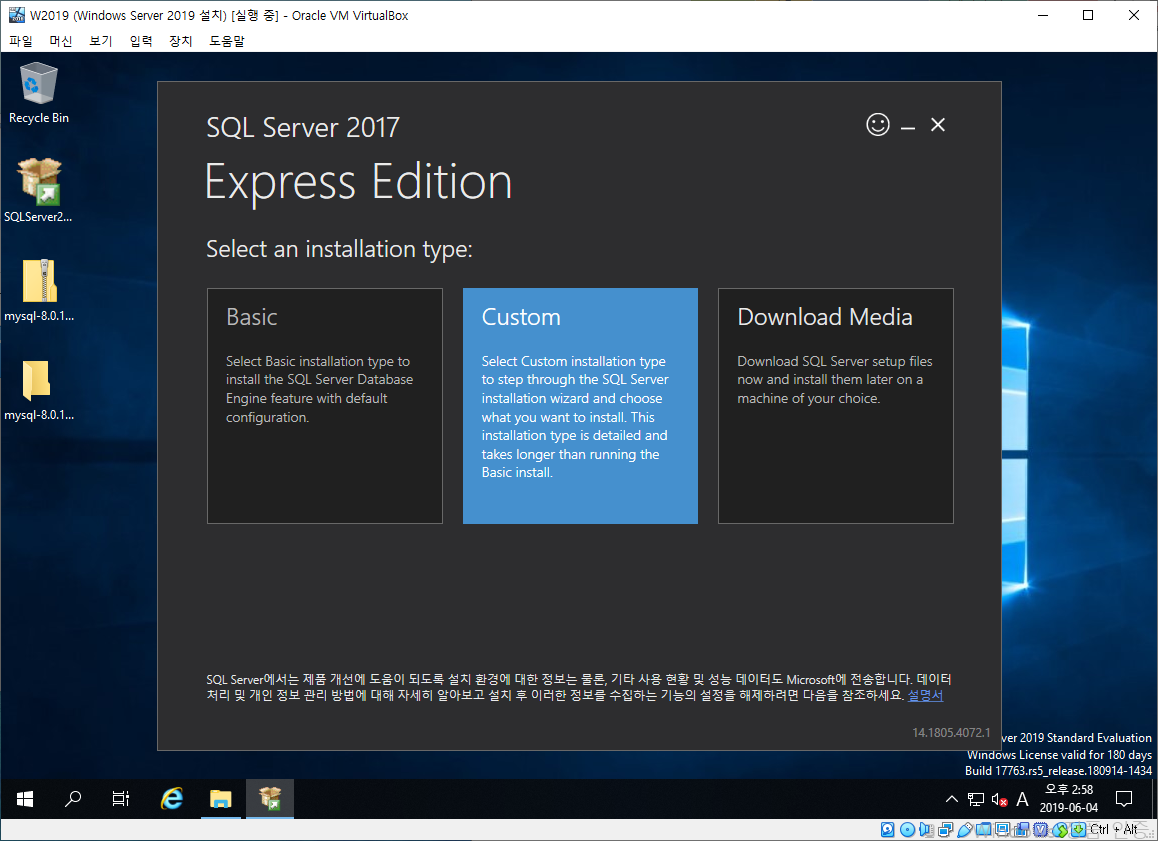 W2019 (Windows Server 2019 설치) [실행 중] - Oracle VM VirtualBox
파일 머신 보기 입력 장치 도움말
Recycle Bin
SQLServer2...
mysql-8.0.1...
mysql-8.0.1...
SQL Server 2017
Express Edition
Select an installation type:
Basic
Select Basic installation type to
install the SQL Server Database
Engine feature with default
configuration.
Custom
Select Custom installation type
to step through the SQL Server
installation wizard and choose
what you want to install. This
installation type is detailed and
takes longer than running the
Basic install.
Download Media
Download SQL Server setup files
now and install them later on a
machine of your choice.
SQL Server에서는 제품 개선에 도움이 되도록 설치 환경에 대한 정보는 물론, 기타 사용 현황 및 성능 데이터도 Microsoft에 전송합니다. 데이터
처리 및 개인 정보 관리 방법에 대해 자세히 알아보고 설치 후 이러한 정보를 수집하는 기능의 설정을 해제하려면 다음을 참조하세요. 설명서
14.1805.4072.1
ver 2019 Standard Evaluation
Windows License valid for 180 days
Build 17763.rs5_release.180914-1434
A
오후 2:58
2019-06-04
Ctrl + Alt